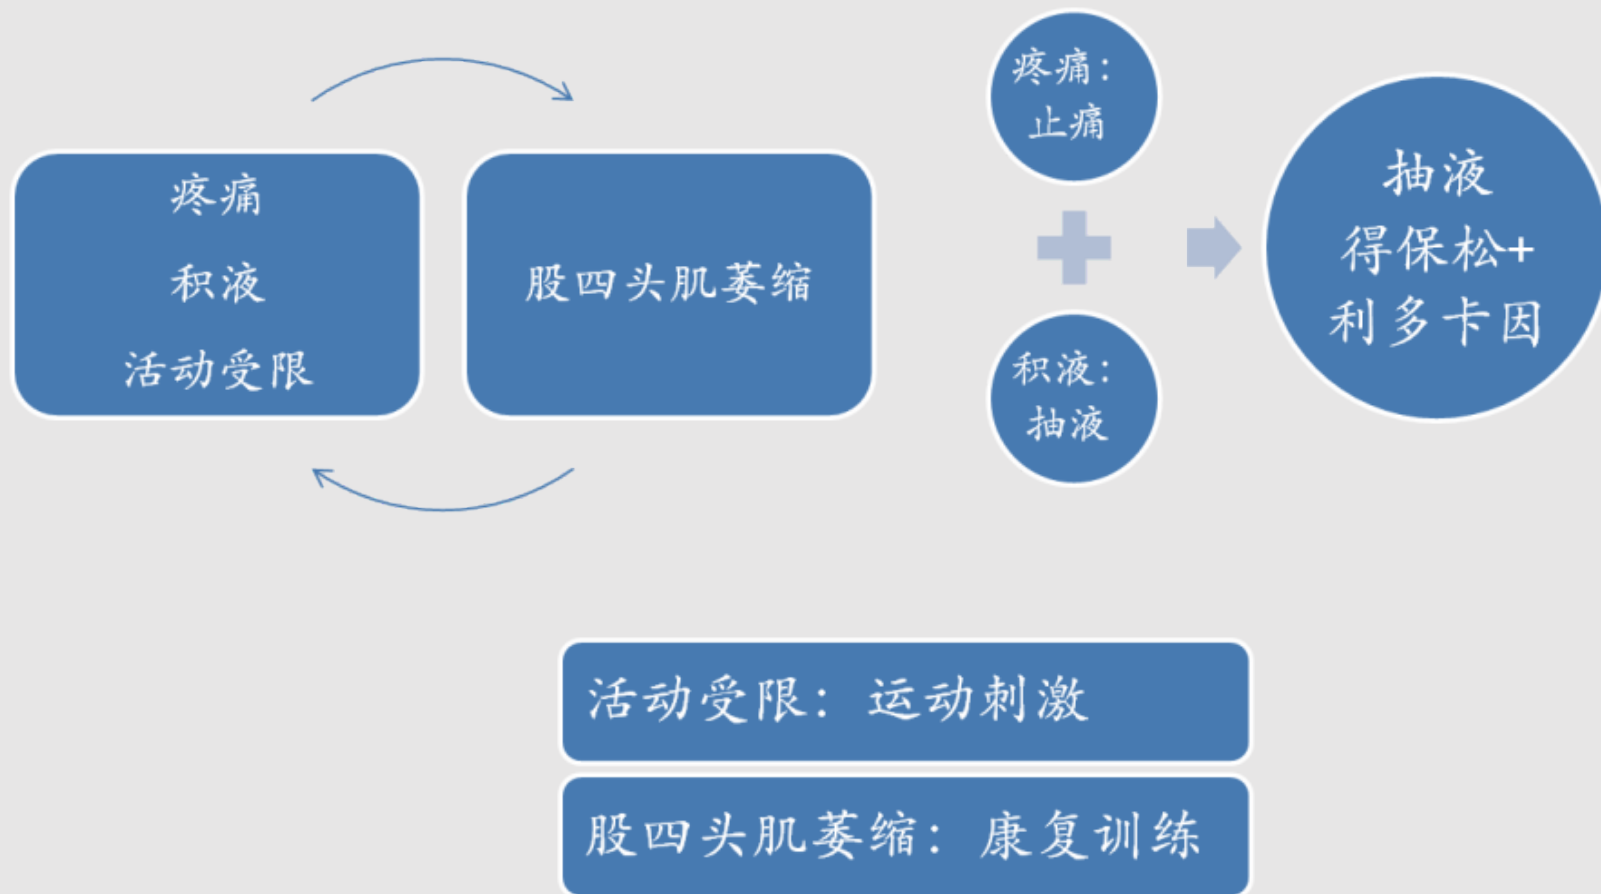 疼痛
积液
活动受限
股四头肌萎缩
疼痛：
止痛
积液：
抽液
抽液
得保松+
利多卡因
活动受限：运动刺激
股四头肌萎缩：康复训练